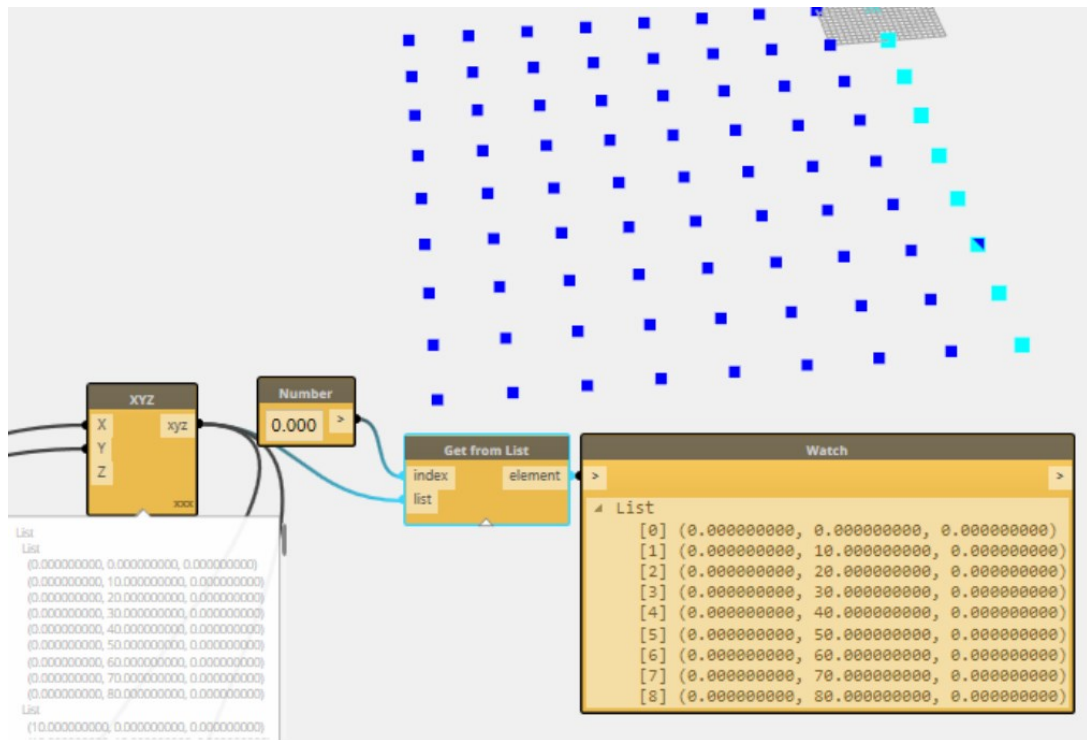 XYZ
X xyz
Y
Z
xxx
Number
0.000 >
Get from List
index element
list
Watch
> >
List
[0] (0.000000000, 0.000000000, 0.000000000)
[1] (0.000000000, 10.000000000, 0.000000000)
[2] (0.000000000, 20.000000000, 0.000000000)
[3] (0.000000000, 30.000000000, 0.000000000)
[4] (0.000000000, 40.000000000, 0.000000000)
[5] (0.000000000, 50.000000000, 0.000000000)
[6] (0.000000000, 60.000000000, 0.000000000)
[7] (0.000000000, 70.000000000, 0.000000000)
[8] (0.000000000, 80.000000000, 0.000000000)
List
List
(0.000000000, 0.000000000, 0.000000000)
(0.000000000, 10.000000000, 0.000000000)
(0.000000000, 20.000000000, 0.000000000)
(0.000000000, 30.000000000, 0.000000000)
(0.000000000, 40.000000000, 0.000000000)
(0.000000000, 50.000000000, 0.000000000)
(0.000000000, 60.000000000, 0.000000000)
(0.000000000, 70.000000000, 0.000000000)
(0.000000000, 80.000000000, 0.000000000)
List
(10.000000000, 0.000000000, 0.000000000)